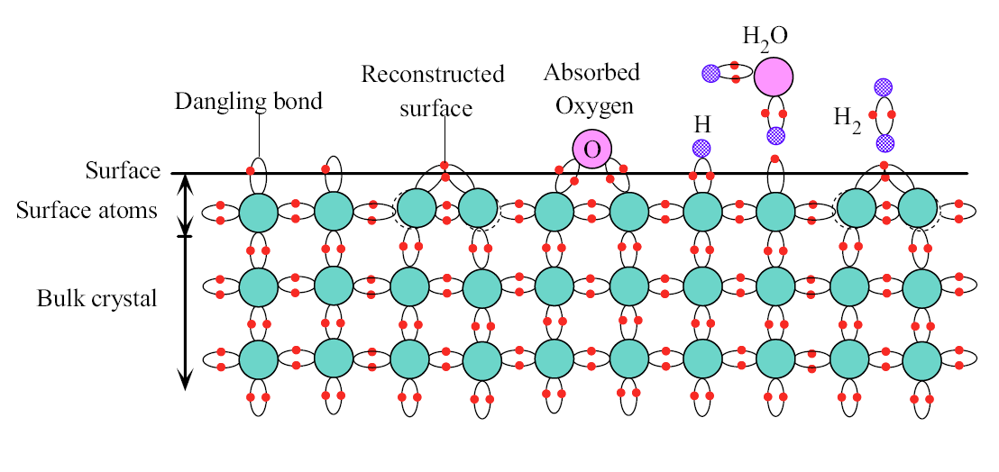 H₂O
Reconstructed
surface
Absorbed
Oxygen
Dangling bond
H
H₂
O
Surface
Surface atoms
Bulk crystal